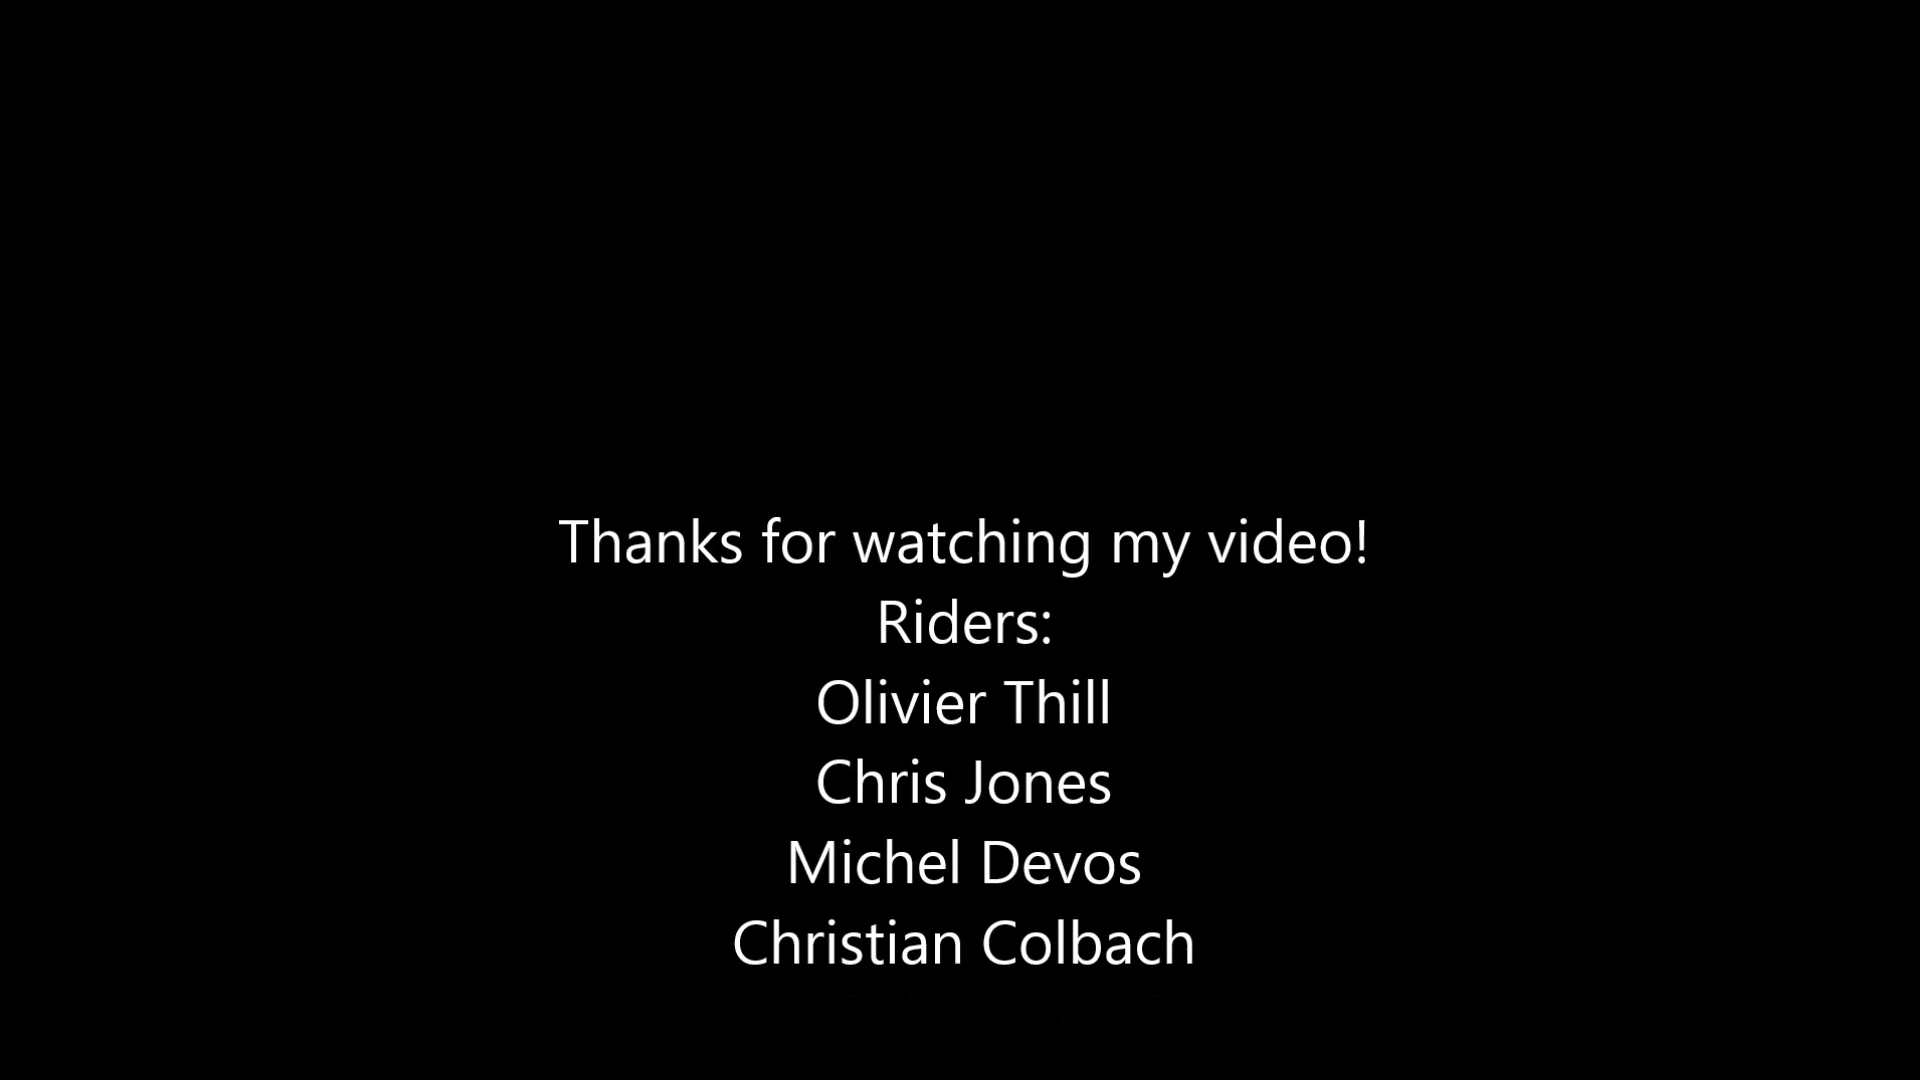 Thanks for watching my video!
Riders:
Olivier Thill
Chris Jones
Michel Devos
Christian Colbach